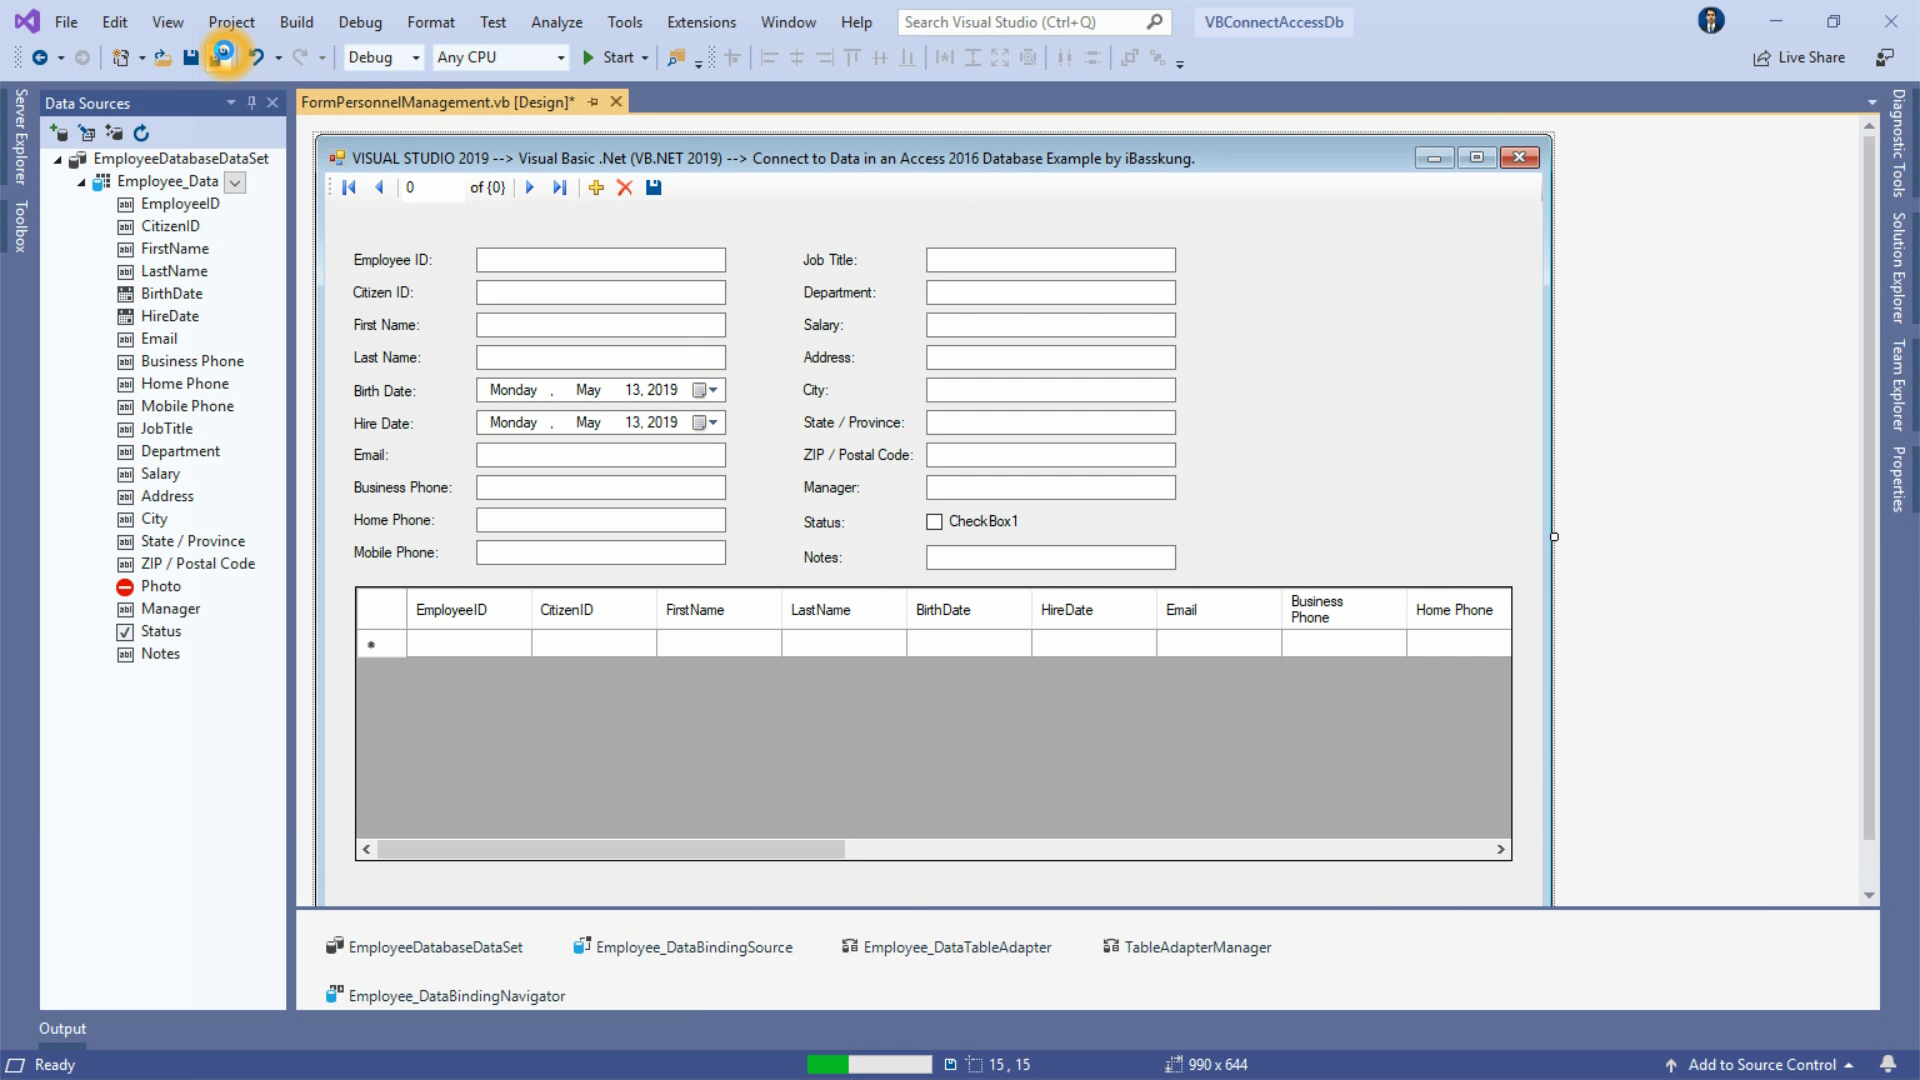 File Edit View Project Build Debug Format Test Analyze Tools Extensions Window Help Search Visual Studio (Ctrl+Q) VBConnectAccessDb
Debug Any CPU Start Live Share
Server Explorer
Toolbox
Data Sources
EmployeeDatabaseDataSet
Employee_Data
EmployeeID
CitizenID
FirstName
LastName
BirthDate
HireDate
Email
Business Phone
Home Phone
Mobile Phone
JobTitle
Department
Salary
Address
City
State / Province
ZIP / Postal Code
Photo
Manager
Status
Notes
FormPersonnelManagement.vb [Design]*
VISUAL STUDIO 2019 --> Visual Basic .Net (VB.NET 2019) --> Connect to Data in an Access 2016 Database Example by iBasskung.
0 of {0}
Employee ID:
Citizen ID:
First Name:
Last Name:
Birth Date: Monday , May 13, 2019
Hire Date: Monday , May 13, 2019
Email:
Business Phone:
Home Phone:
Mobile Phone:
Job Title:
Department:
Salary:
Address:
City:
State / Province:
ZIP / Postal Code:
Manager:
Status: CheckBox1
Notes:
EmployeeID CitizenID FirstName LastName BirthDate HireDate Email Business Phone Home Phone
EmployeeDatabaseDataSet Employee_DataBindingSource Employee_DataTableAdapter TableAdapterManager
Employee_DataBindingNavigator
Diagnostic Tools
Solution Explorer
Team Explorer
Properties
Output
Ready 15 , 15 990 x 644 Add to Source Control